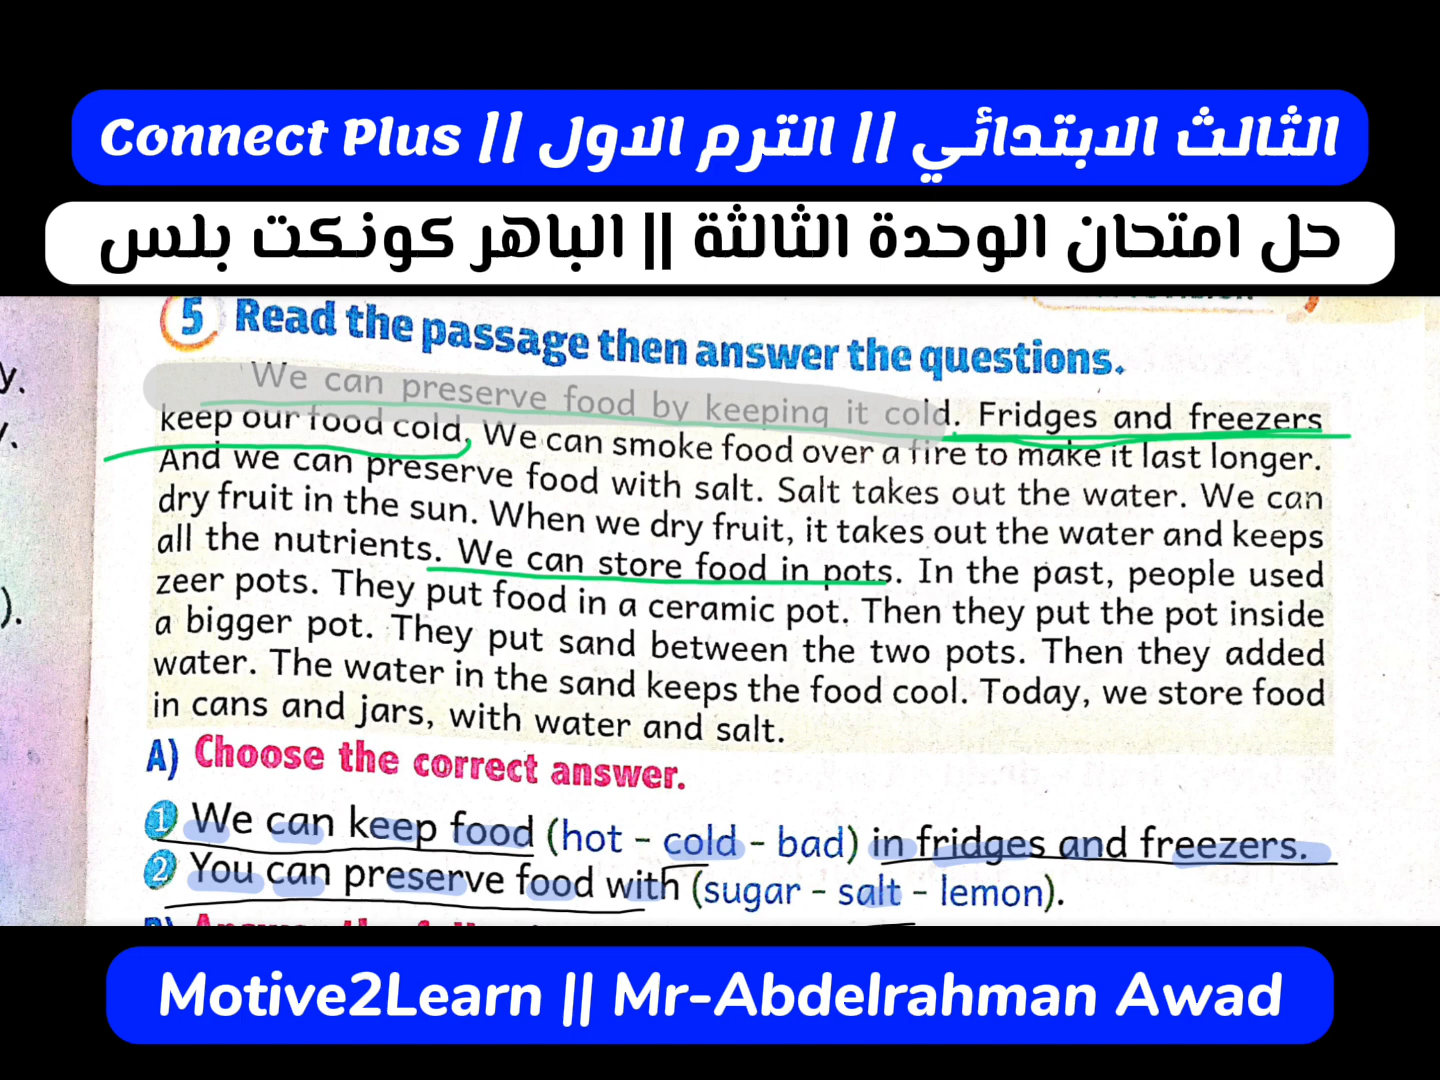 الثالث الابتدائي || الترم الاول || Connect Plus
حل امتحان الوحدة الثالثة || الباهر كونكت بلس
5 Read the passage then answer the questions.
y.
We can preserve food by keeping it cold. Fridges and freezers
keep our food cold. We can smoke food over a fire to make it last longer.
And we can preserve food with salt. Salt takes out the water. We can
dry fruit in the sun. When we dry fruit, it takes out the water and keeps
all the nutrients. We can store food in pots. In the past, people used
zeer pots. They put food in a ceramic pot. Then they put the pot inside
).
a bigger pot. They put sand between the two pots. Then they added
water. The water in the sand keeps the food cool. Today, we store food
in cans and jars, with water and salt.
A) Choose the correct answer.
1 We can keep food (hot - cold - bad) in fridges and freezers.
2 You can preserve food with (sugar - salt - lemon).
Motive2Learn || Mr-Abdelrahman Awad